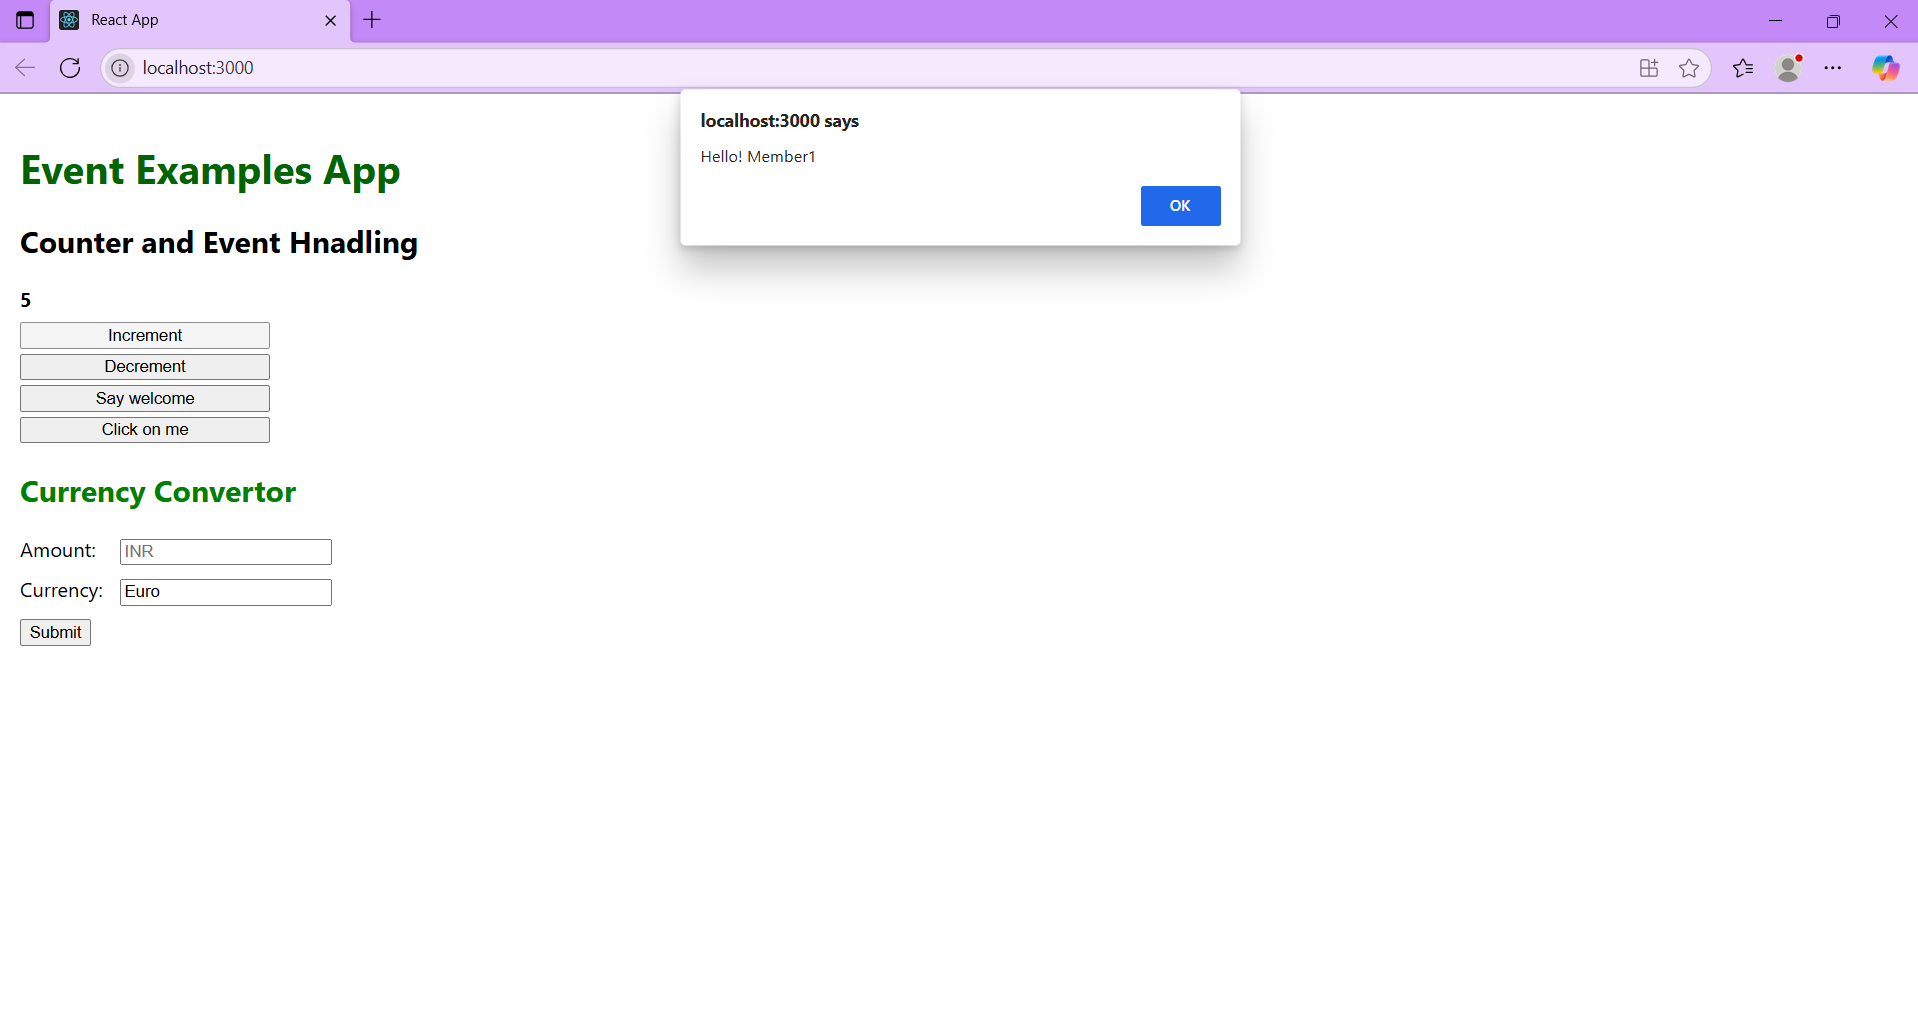 React App
localhost:3000
localhost:3000 says
Hello! Member1
OK
Event Examples App
Counter and Event Hnadling
5
Increment
Decrement
Say welcome
Click on me
Currency Convertor
Amount: INR
Currency: Euro
Submit